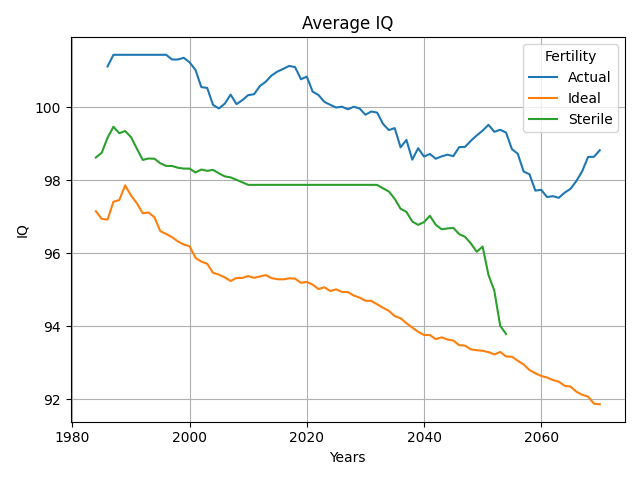 Average IQ
Fertility
Actual
Ideal
Sterile
IQ
100
98
96
94
92
1980
2000
2020
2040
2060
Years